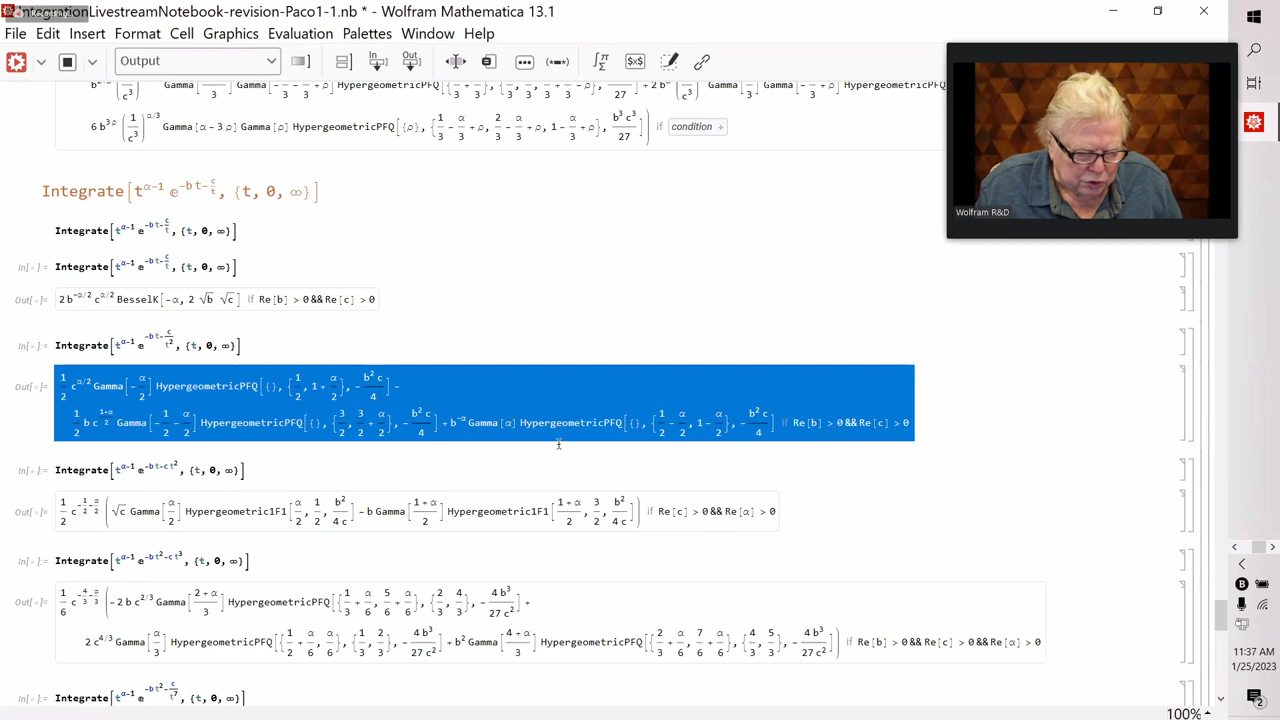 IntegrationLivestreamNotebook-revision-Paco1-1.nb * - Wolfram Mathematica 13.1
File Edit Insert Format Cell Graphics Evaluation Palettes Window Help
Output In[·] Out[·]
6 b^(3 ρ) (1/c^3)^(α/3) Gamma[α - 3 ρ] Gamma[ρ] HypergeometricPFQ[{ρ}, {1/3 - α/3 + ρ, 2/3 - α/3 + ρ, 1 - α/3 + ρ}, b^3 c^3/27]) if condition +
Integrate[t^(α-1) e^(-b t - c/t), {t, 0, ∞}]
Integrate[t^(α-1) e^(-b t - c/t), {t, 0, ∞}]
In[∘]:= Integrate[t^(α-1) e^(-b t - c/t), {t, 0, ∞}]
Out[∘]= 2 b^(-α/2) c^(α/2) BesselK[-α, 2 √b √c] if Re[b] > 0 && Re[c] > 0
In[∘]:= Integrate[t^(α-1) e^(-b t - c/t^2), {t, 0, ∞}]
Out[∘]= 1/2 c^(α/2) Gamma[-α/2] HypergeometricPFQ[{}, {1/2, 1 + α/2}, -b^2 c/4] -
1/2 b c^((1+α)/2) Gamma[-1/2 - α/2] HypergeometricPFQ[{}, {3/2, 3/2 + α/2}, -b^2 c/4] + b^(-α) Gamma[α] HypergeometricPFQ[{}, {1/2 - α/2, 1 - α/2}, -b^2 c/4] if Re[b] > 0 && Re[c] > 0
In[∘]:= Integrate[t^(α-1) e^(-b t - c t^2), {t, 0, ∞}]
Out[∘]= 1/2 c^(-1/2 - α/2) (√c Gamma[α/2] Hypergeometric1F1[α/2, 1/2, b^2/4 c] - b Gamma[(1 + α)/2] Hypergeometric1F1[(1 + α)/2, 3/2, b^2/4 c]) if Re[c] > 0 && Re[α] > 0
In[∘]:= Integrate[t^(α-1) e^(-b t^2 - c t^3), {t, 0, ∞}]
Out[∘]= 1/6 c^(-4/3 - α/3) (-2 b c^(2/3) Gamma[(2 + α)/3] HypergeometricPFQ[{1/3 + α/6, 5/6 + α/6}, {2/3, 4/3}, -4 b^3/27 c^2] +
2 c^(4/3) Gamma[α/3] HypergeometricPFQ[{1/2 + α/6, α/6}, {1/3, 2/3}, -4 b^3/27 c^2] + b^2 Gamma[(4 + α)/3] HypergeometricPFQ[{2/3 + α/6, 7/6 + α/6}, {4/3, 5/3}, -4 b^3/27 c^2]) if Re[b] > 0 && Re[c] > 0 && Re[α] > 0
In[∘]:= Integrate[t^(α-1) e^(-b t^2 - c/t^7), {t, 0, ∞}]
Wolfram R&D
11:37 AM
1/25/2023
2
100%